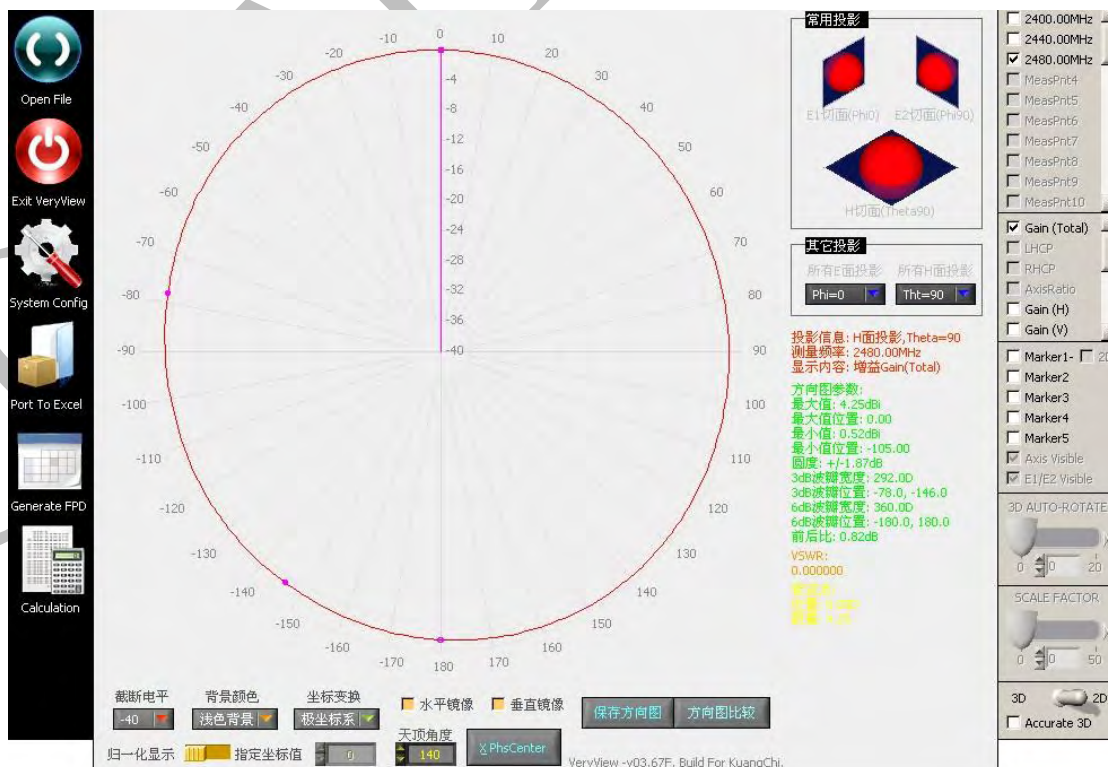 Open File
Exit VeryView
System Config
Port To Excel
Generate FPD
Calculation
0
10
20
30
40
50
60
70
80
90
100
110
120
130
140
150
160
180
-170
-160
-150
-140
-130
-120
-110
-100
-90
-80
-70
-60
-50
-40
-30
-20
-10
-4
-8
-12
-16
-20
-24
-28
-32
-36
-40
常用投影
E1切面(Phi0) E2切面(Phi90)
H切面(Theta90)
其它投影
所有E面投影 所有H面投影
Phi=0 Tht=90
投影信息: H面投影,Theta=90
测量频率: 2480.00MHz
显示内容: 增益Gain(Total)
方向图参数:
最大值: 4.25dBi
最大值位置: 0.00
最小值: 0.52dBi
最小值位置: -105.00
圆度: +/-1.87dB
3dB波瓣宽度: 292.0D
3dB波瓣位置: -78.0, -146.0
6dB波瓣宽度: 360.0D
6dB波瓣位置: -180.0, 180.0
前后比: 0.82dB
VSWR:
0.000000
2400.00MHz
2440.00MHz
2480.00MHz
MeasPnt4
MeasPnt5
MeasPnt6
MeasPnt7
MeasPnt8
MeasPnt9
MeasPnt10
Gain (Total)
LHCP
RHCP
AxisRatio
Gain (H)
Gain (V)
Marker1-
Marker2
Marker3
Marker4
Marker5
Axis Visible
E1/E2 Visible
3D AUTO-ROTATE
0 0 20
SCALE FACTOR
0 0 50
3D 2D
Accurate 3D
截断电平 背景颜色 坐标变换
-40 浅色背景 极坐标系
水平镜像 垂直镜像
保存方向图 方向图比较
天顶角度
归一化显示 指定坐标值 0 140
X PhsCenter
VeryView -v03.67F, Build For KuangChi.